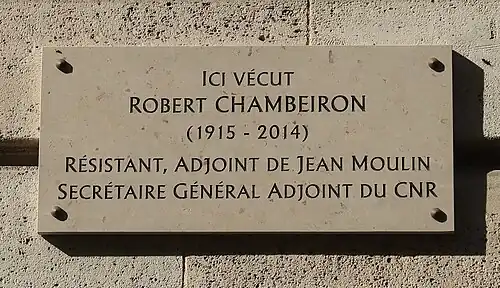 ICI VÉCUT
ROBERT CHAMBEIRON
(1915 - 2014)
RÉSISTANT, ADJOINT DE JEAN MOULIN
SECRÉTAIRE GÉNÉRAL ADJOINT DU CNR